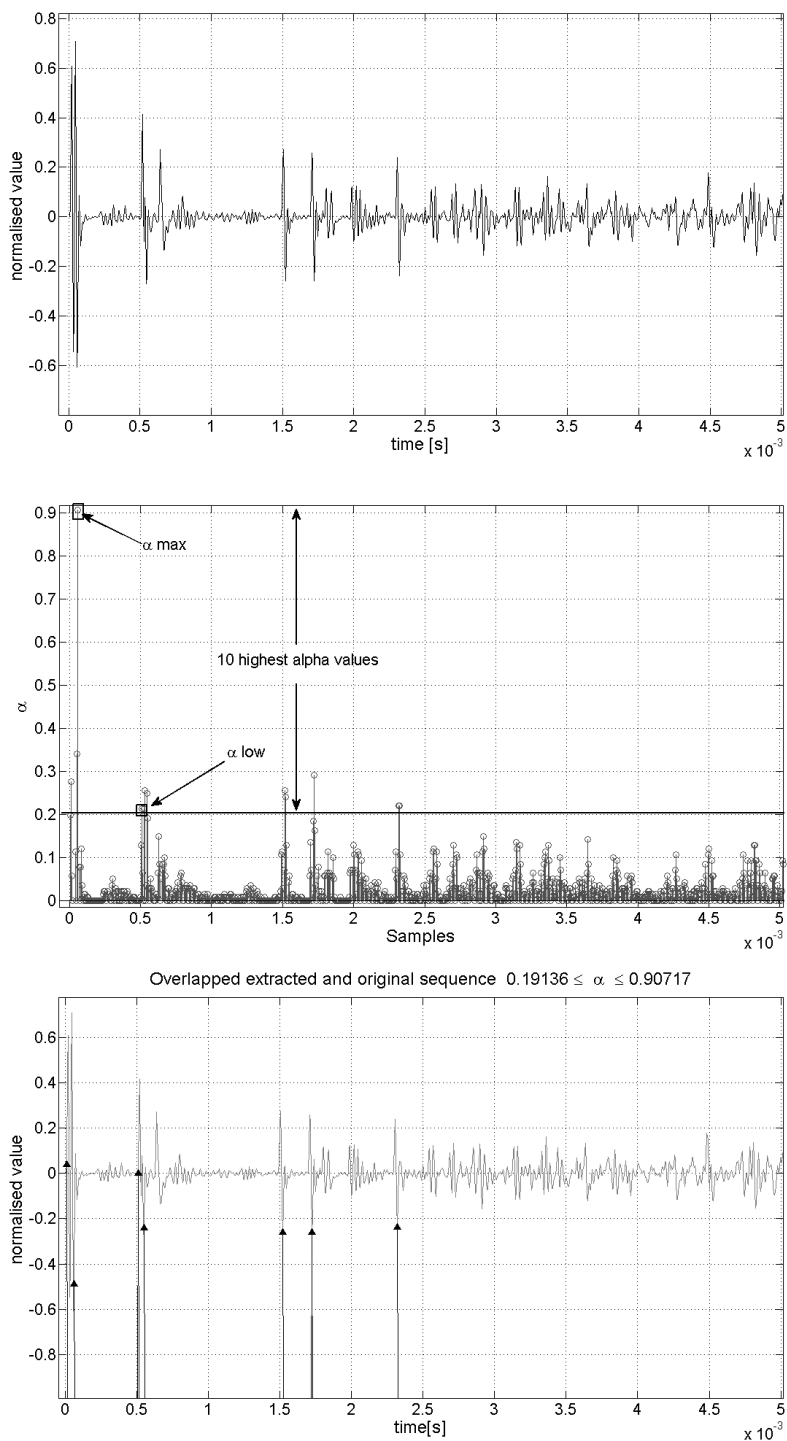 0.8
0.6
0.4
0.2
0
-0.2
-0.4
-0.6
normalised value
0 0.5 1 1.5 2 2.5 3 3.5 4 4.5 5
time [s]
x 10-3
0.9
0.8
0.7
0.6
0.5
0.4
0.3
0.2
0.1
0
α
α max
10 highest alpha values
α low
0 0.5 1 1.5 2 2.5 3 3.5 4 4.5 5
Samples
x 10-3
Overlapped extracted and original sequence 0.19136 ≤ α ≤ 0.90717
0.6
0.4
0.2
0
-0.2
-0.4
-0.6
-0.8
normalised value
0 0.5 1 1.5 2 2.5 3 3.5 4 4.5 5
time[s]
x 10-3